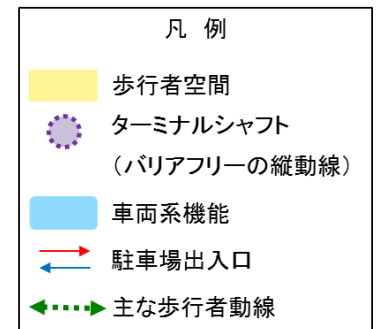 凡 例
歩行者空間
ターミナルシャフト
（バリアフリーの縦動線）
車両系機能
駐車場出入口
主な歩行者動線